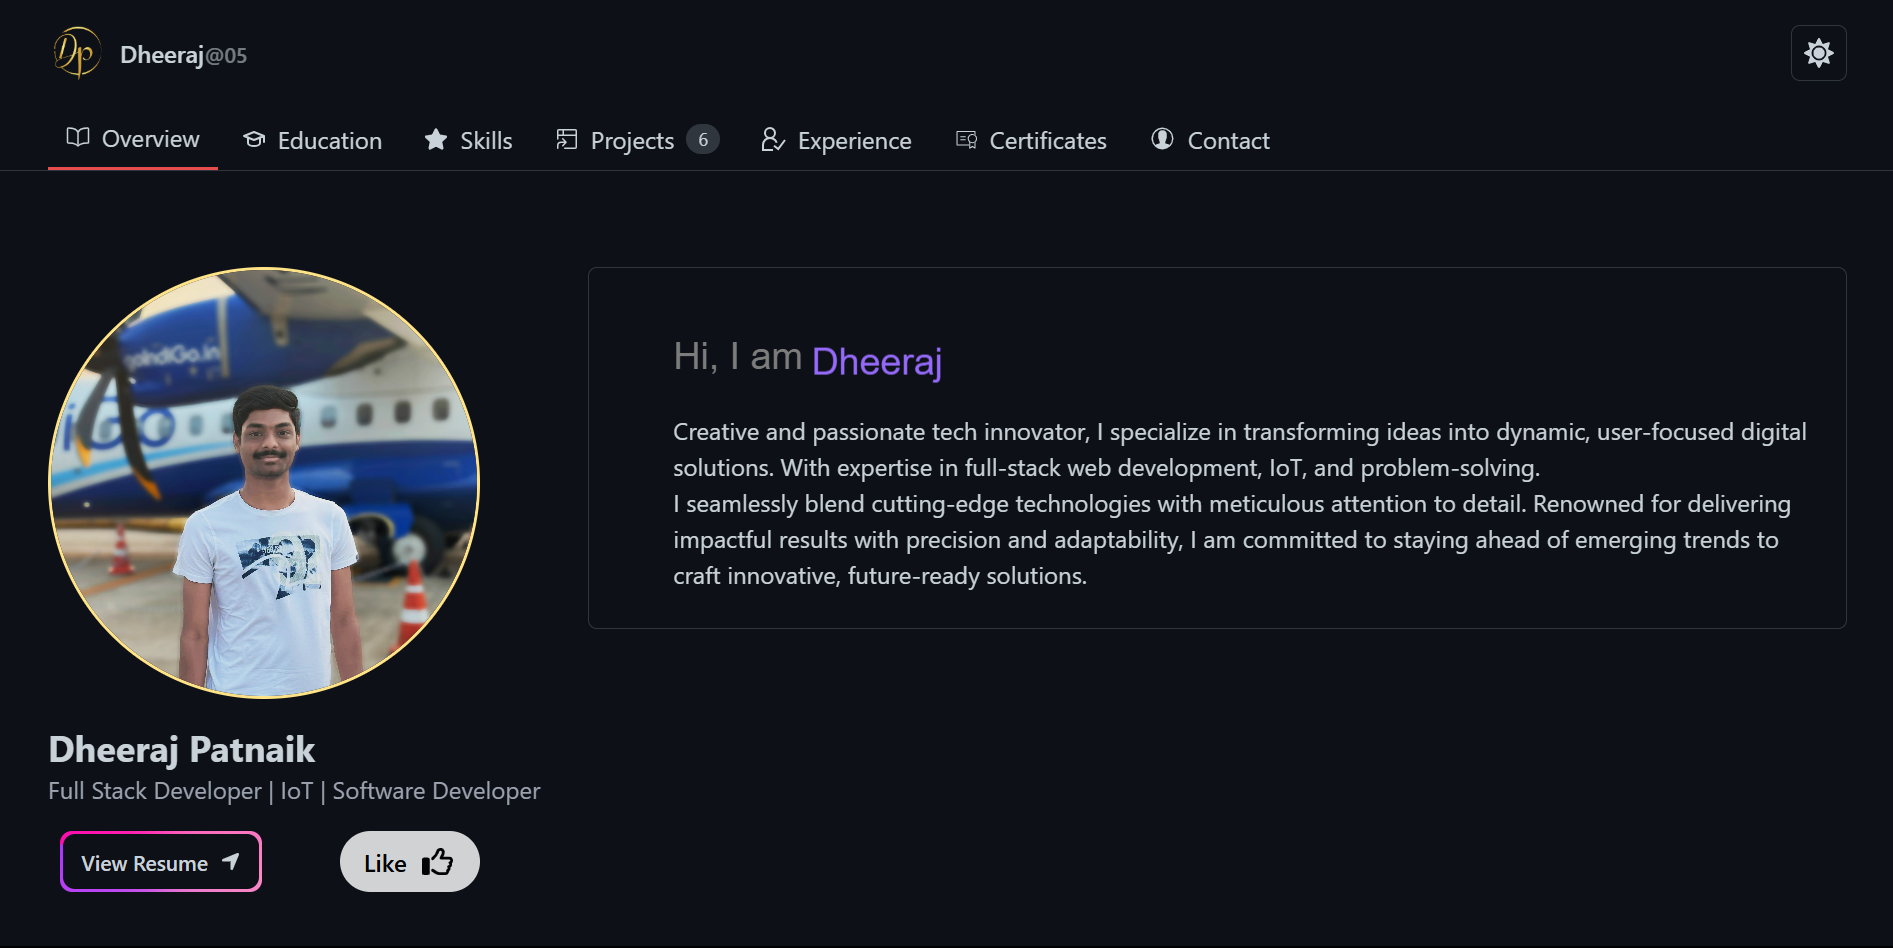 Dp
Dheeraj@05
Overview
Education
Skills
Projects 6
Experience
Certificates
Contact
goIndiGo.in
iGo
Hi, I am Dheeraj
Creative and passionate tech innovator, I specialize in transforming ideas into dynamic, user-focused digital
solutions. With expertise in full-stack web development, IoT, and problem-solving.
I seamlessly blend cutting-edge technologies with meticulous attention to detail. Renowned for delivering
impactful results with precision and adaptability, I am committed to staying ahead of emerging trends to
craft innovative, future-ready solutions.
Dheeraj Patnaik
Full Stack Developer | IoT | Software Developer
View Resume
Like